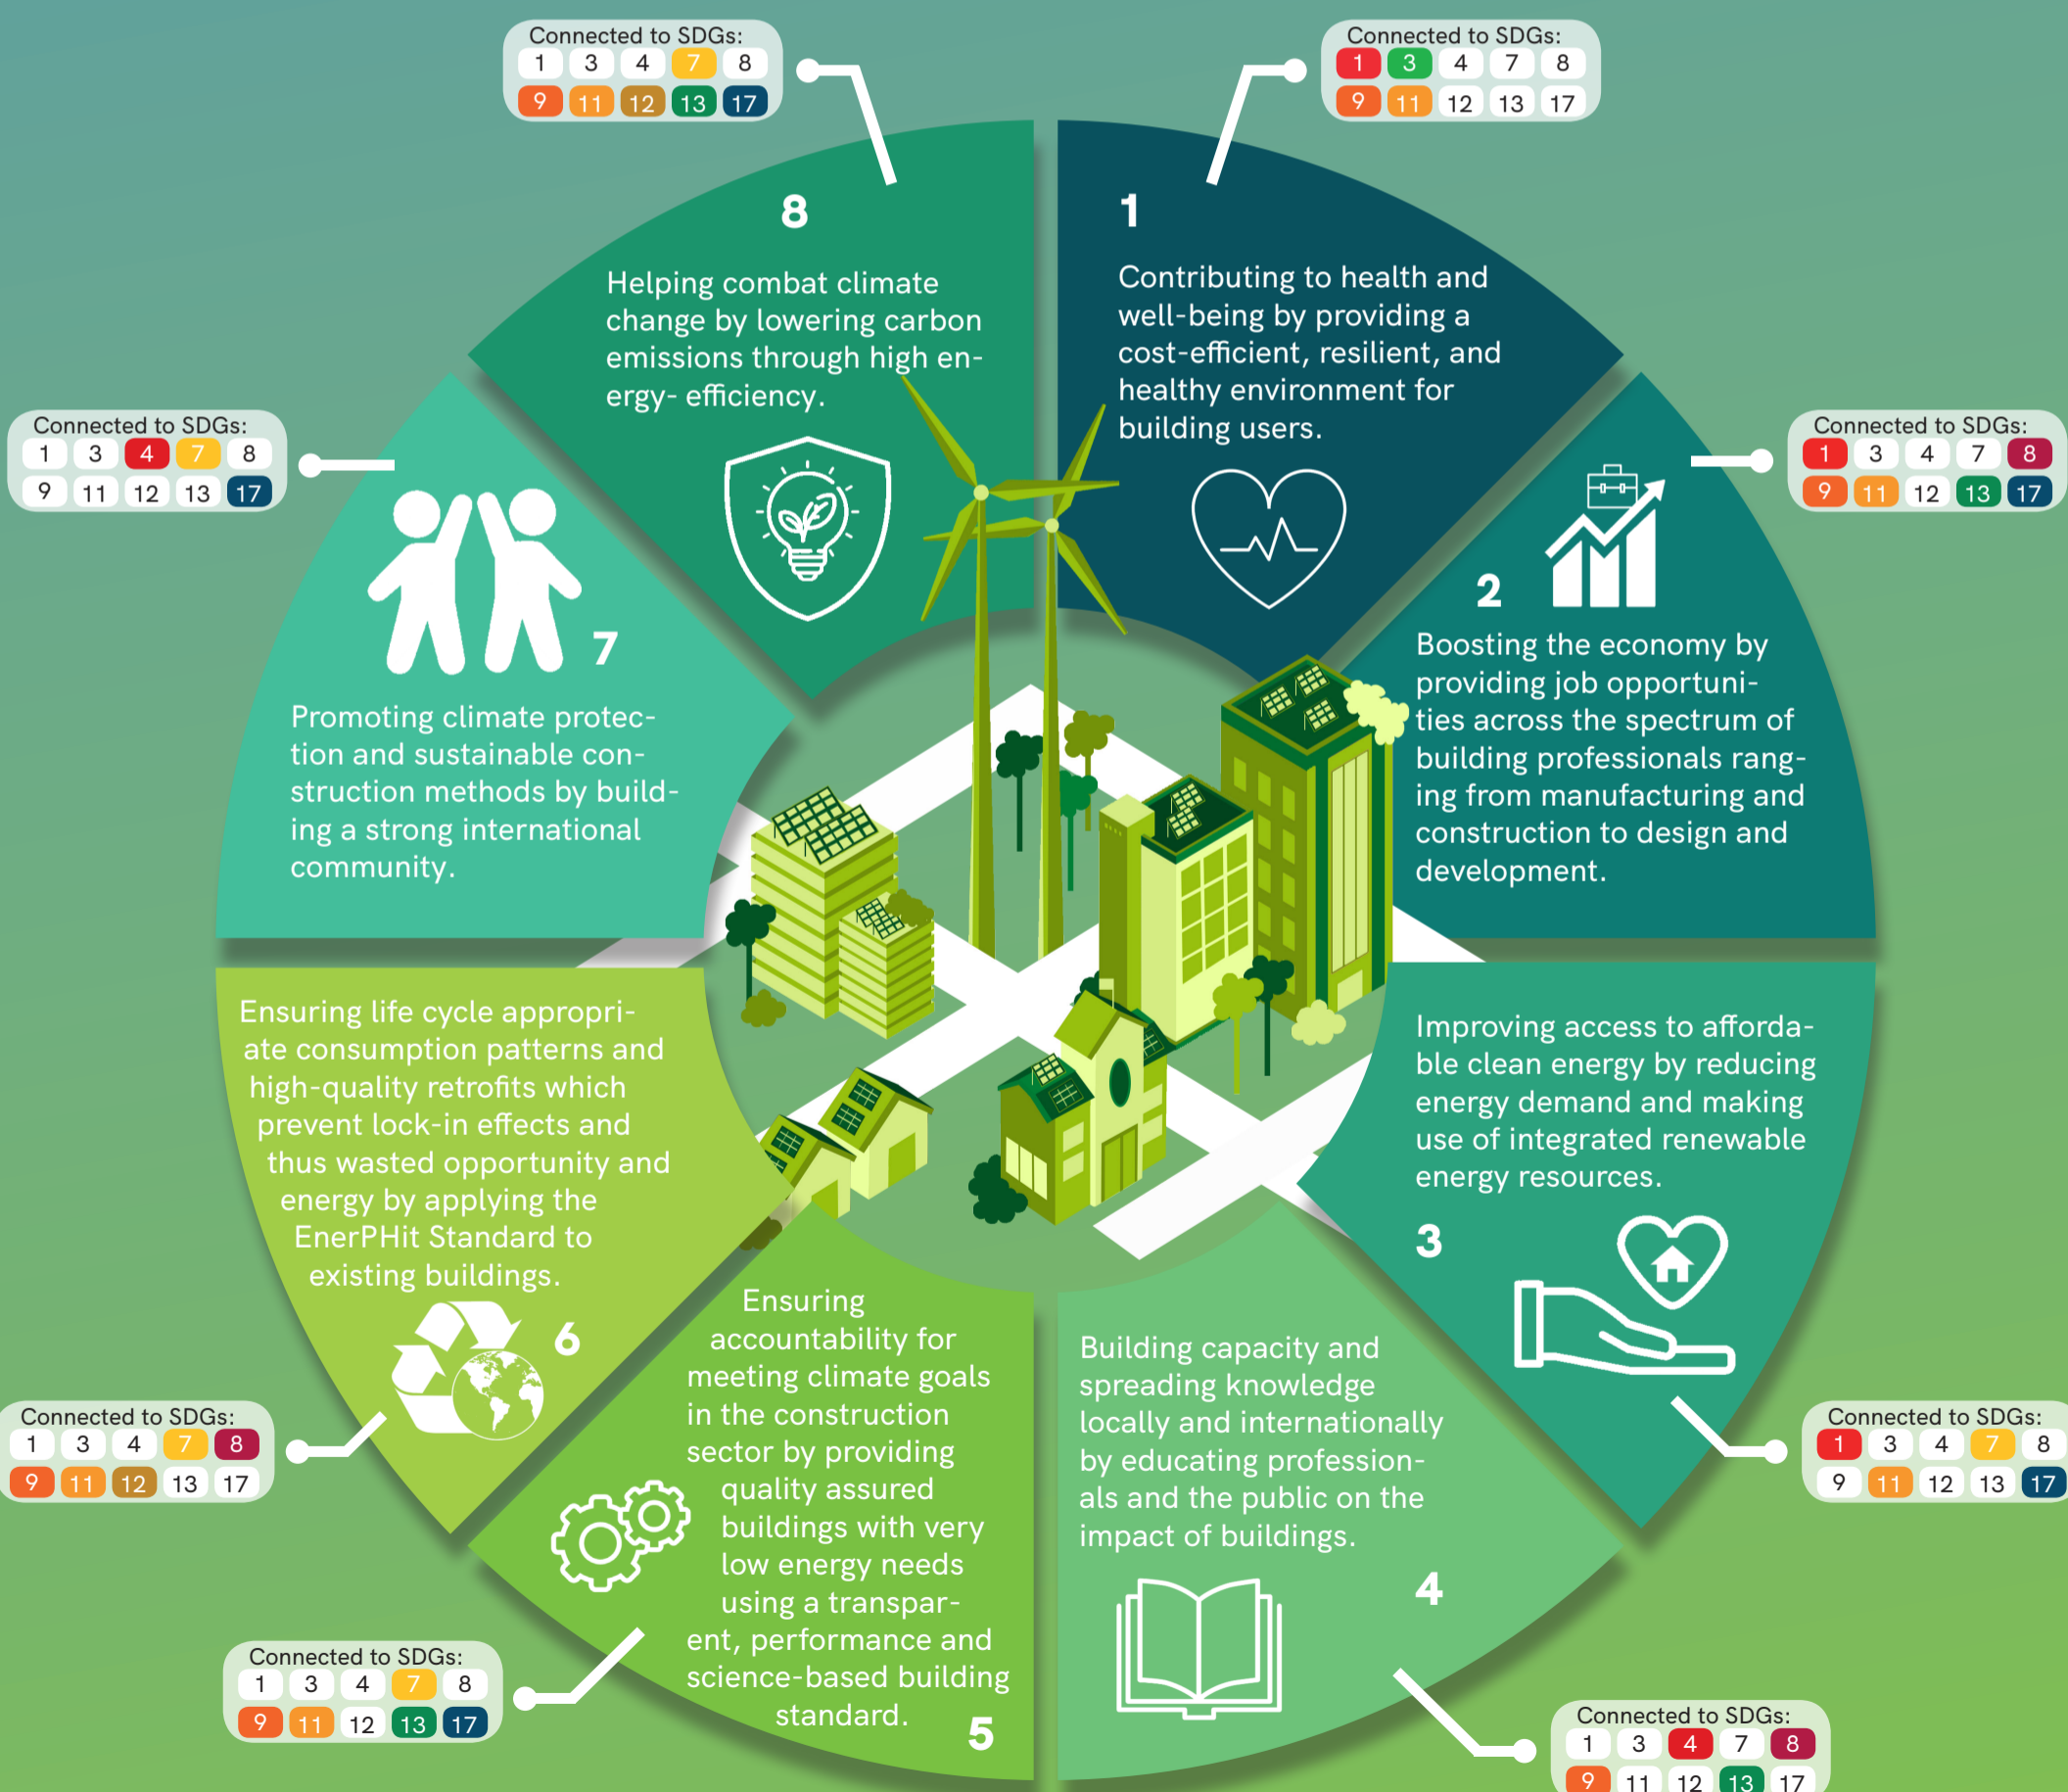 Connected to SDGs:
1 3 4 7 8
9 11 12 13 17
8
Helping combat climate
change by lowering carbon
emissions through high en-
ergy- efficiency.
Connected to SDGs:
1 3 4 7 8
9 11 12 13 17
1
Contributing to health and
well-being by providing a
cost-efficient, resilient, and
healthy environment for
building users.
Connected to SDGs:
1 3 4 7 8
9 11 12 13 17
2
Boosting the economy by
providing job opportuni-
ties across the spectrum of
building professionals rang-
ing from manufacturing and
construction to design and
development.
Connected to SDGs:
1 3 4 7 8
9 11 12 13 17
7
Promoting climate protec-
tion and sustainable con-
struction methods by build-
ing a strong international
community.
Improving access to afforda-
ble clean energy by reducing
energy demand and making
use of integrated renewable
energy resources.
3
Connected to SDGs:
1 3 4 7 8
9 11 12 13 17
Ensuring life cycle appropri-
ate consumption patterns and
high-quality retrofits which
prevent lock-in effects and
thus wasted opportunity and
energy by applying the
EnerPHit Standard to
existing buildings.
6
Connected to SDGs:
1 3 4 7 8
9 11 12 13 17
Ensuring
accountability for
meeting climate goals
in the construction
sector by providing
quality assured
buildings with very
low energy needs
using a transpar-
ent, performance and
science-based building
standard.
5
Connected to SDGs:
1 3 4 7 8
9 11 12 13 17
Building capacity and
spreading knowledge
locally and internationally
by educating profession-
als and the public on the
impact of buildings.
4
Connected to SDGs:
1 3 4 7 8
9 11 12 13 17